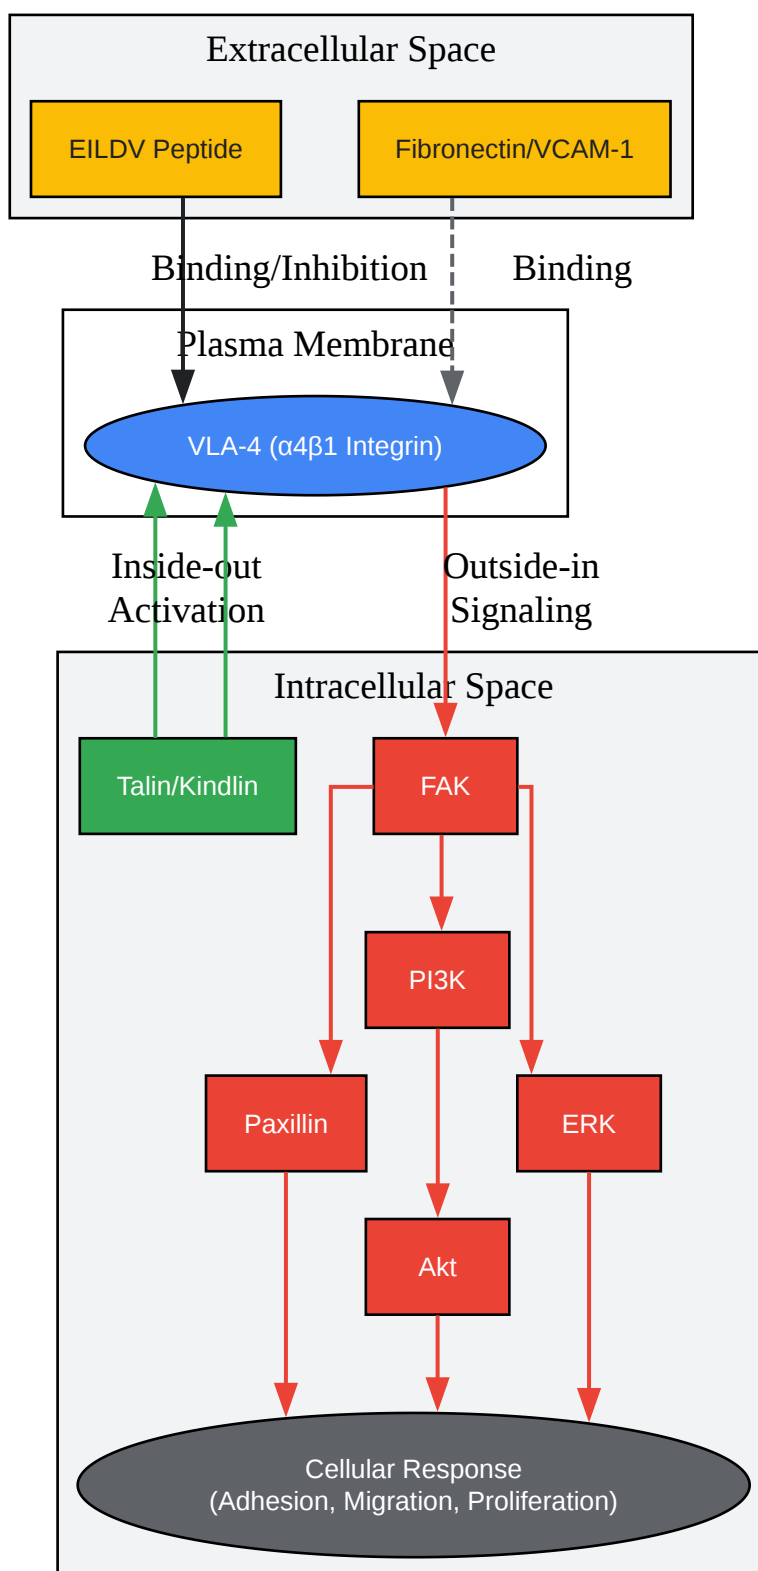 Extracellular Space
EILDV Peptide
Fibronectin/VCAM-1
Binding/Inhibition
Binding
Plasma Membrane
VLA-4 (α4β1 Integrin)
Inside-out
Activation
Outside-in
Signaling
Intracellular Space
Talin/Kindlin
FAK
PI3K
Paxillin
ERK
Akt
Cellular Response
(Adhesion, Migration, Proliferation)